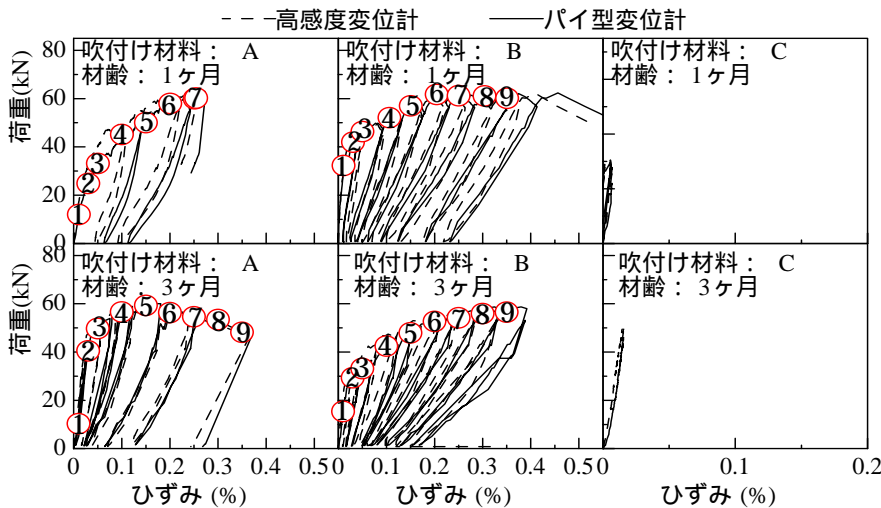 高感度変位計 パイ型変位計
80
60
40
20
0
荷重(kN)
吹付け材料： A
材齢：1ヶ月
1 2 3 4 5 6 7
吹付け材料： B
材齢：1ヶ月
1 2 3 4 5 6 7 8 9
吹付け材料： C
材齢：1ヶ月
80
60
40
20
0
荷重(kN)
吹付け材料： A
材齢：3ヶ月
1 2 3 4 5 6 7 8 9
吹付け材料： B
材齢：3ヶ月
1 2 3 4 5 6 7 8 9
吹付け材料： C
材齢：3ヶ月
0 0.1 0.2 0.3 0.4 0.5 0 0.1 0.2 0.3 0.4 0.5 0.1 0.2
ひずみ (%) ひずみ (%) ひずみ (%)